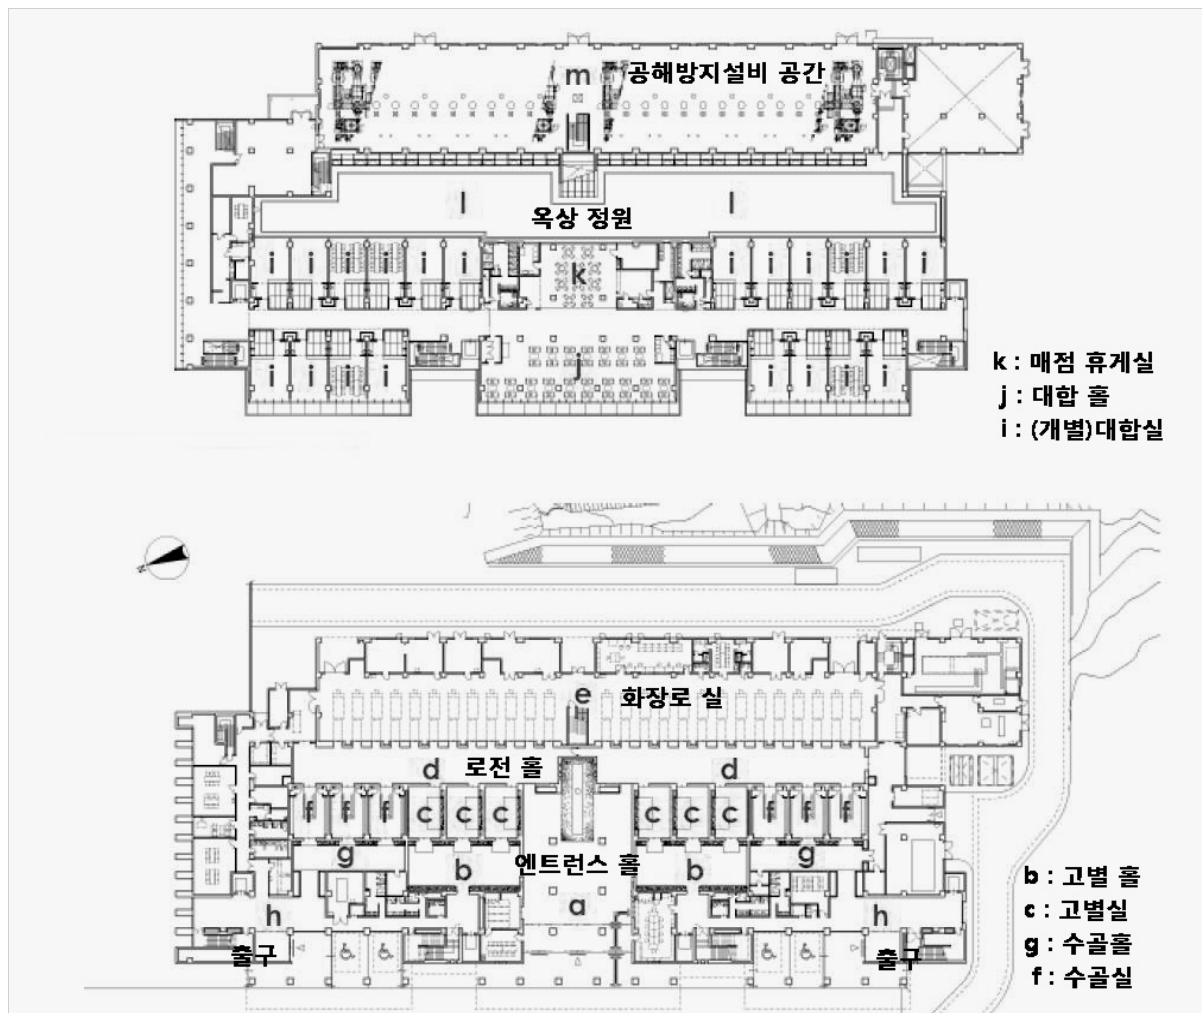 m 공해방지설비 공간
l l
옥상 정원
i i i i i i k i i i i i i
i i i i j i i i i
k : 매점 휴게실
j : 대합 홀
i : (개별)대합실
e 화장로 실
d 로전 홀 d
f f f c c c c c c f f f
g b 엔트런스 홀 b g
h a h
출구 출구
b : 고별 홀
c : 고별실
g : 수골홀
f : 수골실